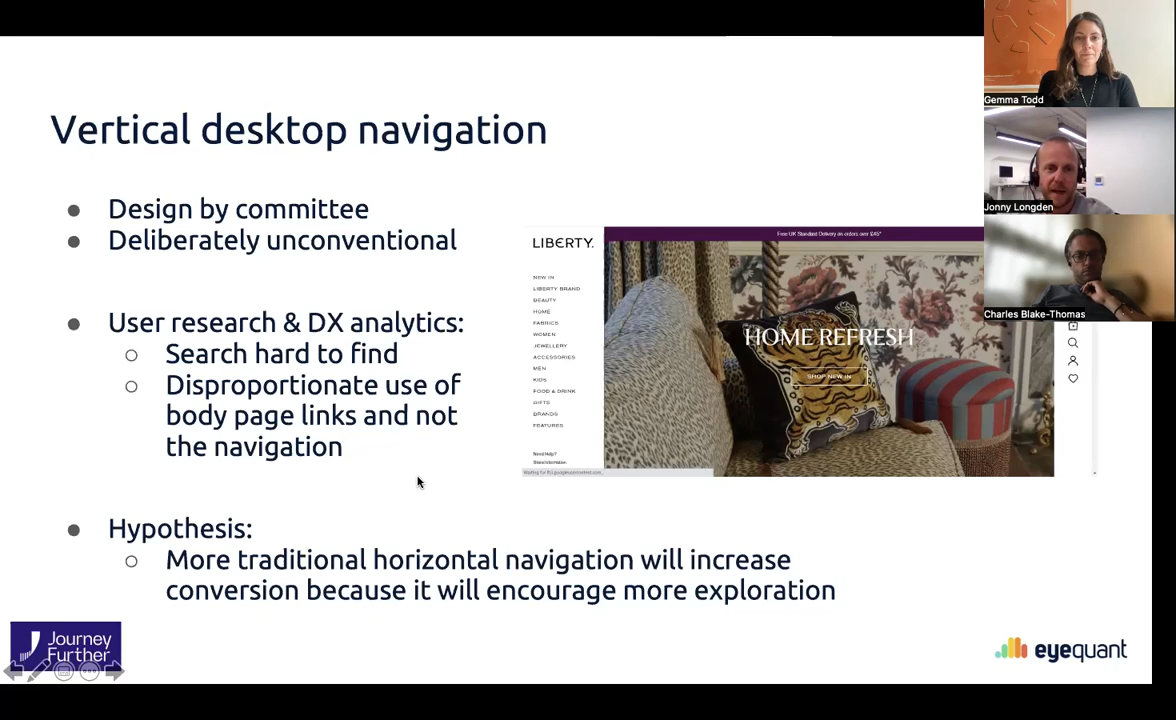 Vertical desktop navigation
Design by committee
Deliberately unconventional
User research & DX analytics:
Search hard to find
Disproportionate use of
body page links and not
the navigation
Hypothesis:
More traditional horizontal navigation will increase
conversion because it will encourage more exploration
LIBERTY.
NEW IN
LIBERTY BRAND
BEAUTY
HOME
FABRICS
WOMEN
JEWELLERY
ACCESSORIES
MEN
KIDS
FOOD & DRINK
GIFTS
BRANDS
FEATURES
Need Help?
Store Information
Free UK Standard Delivery on orders over £45*
HOME REFRESH
SHOP NEW IN
Gemma Todd
Jonny Longden
Charles Blake-Thomas
Journey
Further
eyequant